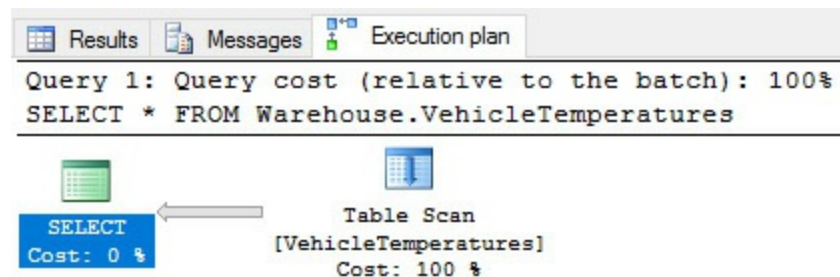 Results Messages Execution plan
Query 1: Query cost (relative to the batch): 100%
SELECT * FROM Warehouse.VehicleTemperatures
SELECT
Cost: 0 %
Table Scan
[VehicleTemperatures]
Cost: 100 %